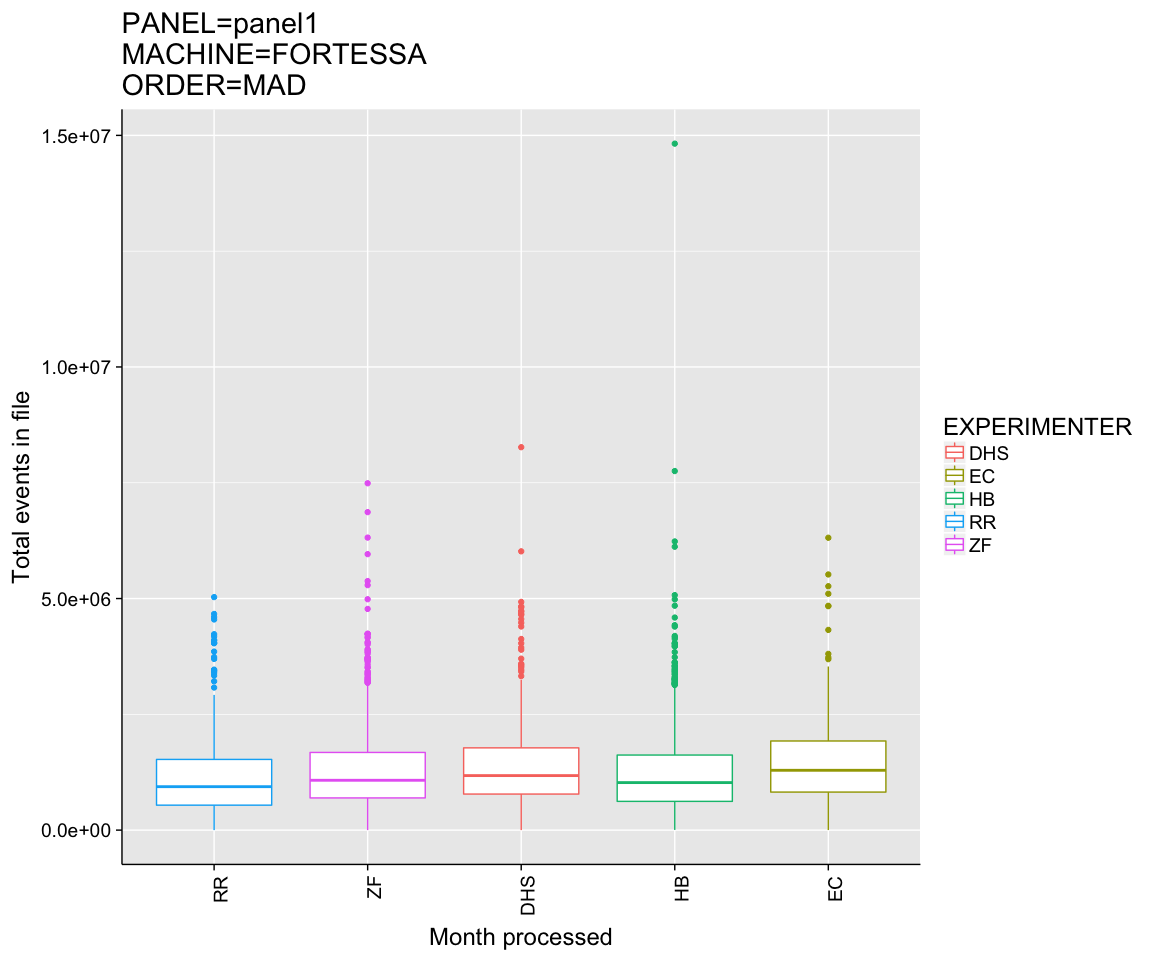 PANEL=panel1
MACHINE=FORTESSA
ORDER=MAD
1.5e+07
1.0e+07
5.0e+06
0.0e+00
Total events in file
RR
ZF
DHS
HB
EC
Month processed
EXPERIMENTER
DHS
EC
HB
RR
ZF